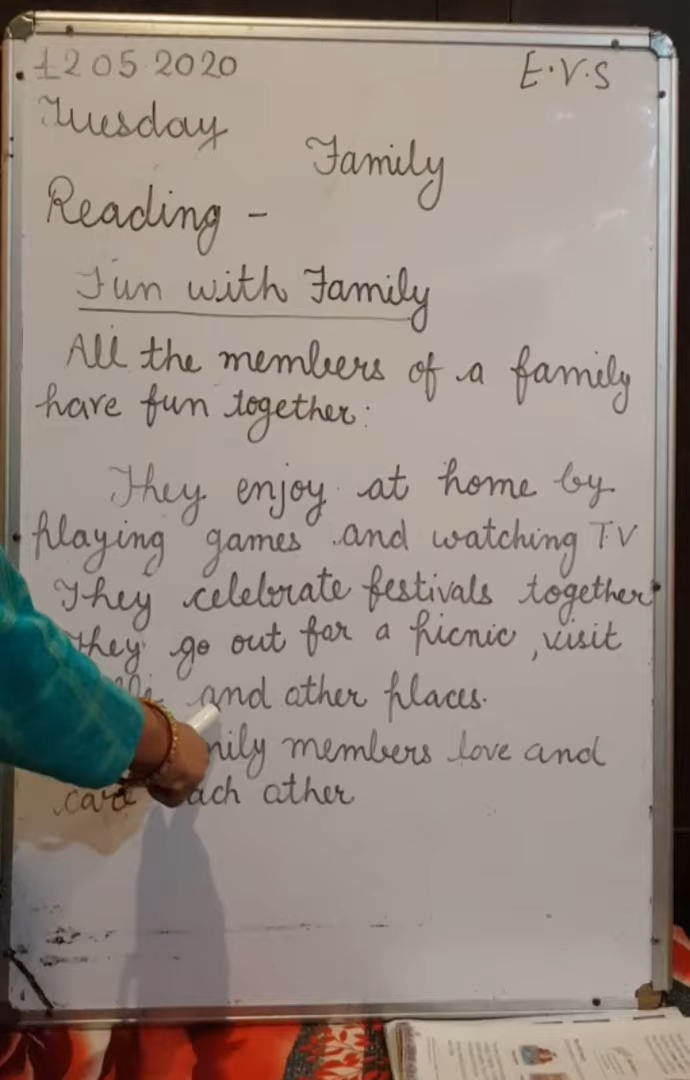 12 05 2020
E.V.S
Tuesday
Family
Reading -
Fun with Family
All the members of a family
have fun together:
They enjoy at home by
playing games and watching TV
They celebrate festivals together
They go out for a picnic, visit
and other places.
members love and
care each other